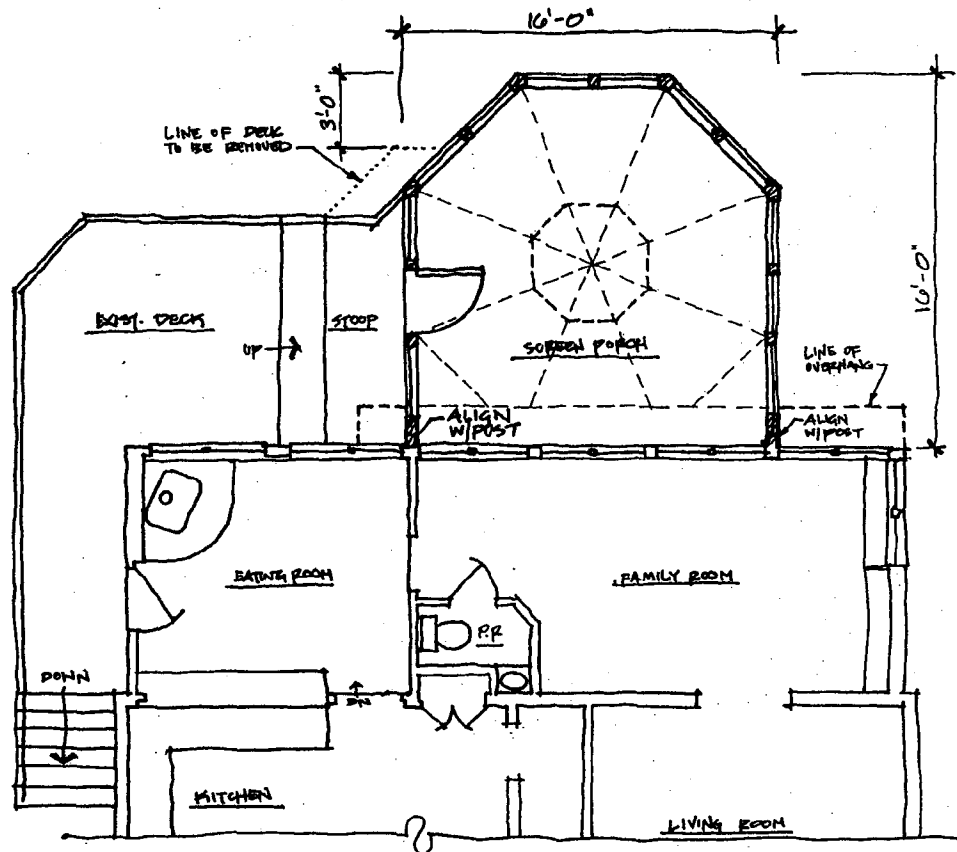 16'-0"
3'-0"
LINE OF DECK
TO BE REMOVED
EXIST. DECK
STOOP
UP
SCREEN PORCH
16'-0"
LINE OF
OVERHANG
ALIGN
W/POST
ALIGN
W/POST
EATING ROOM
FAMILY ROOM
P.R
DOWN
DN
KITCHEN
LIVING ROOM